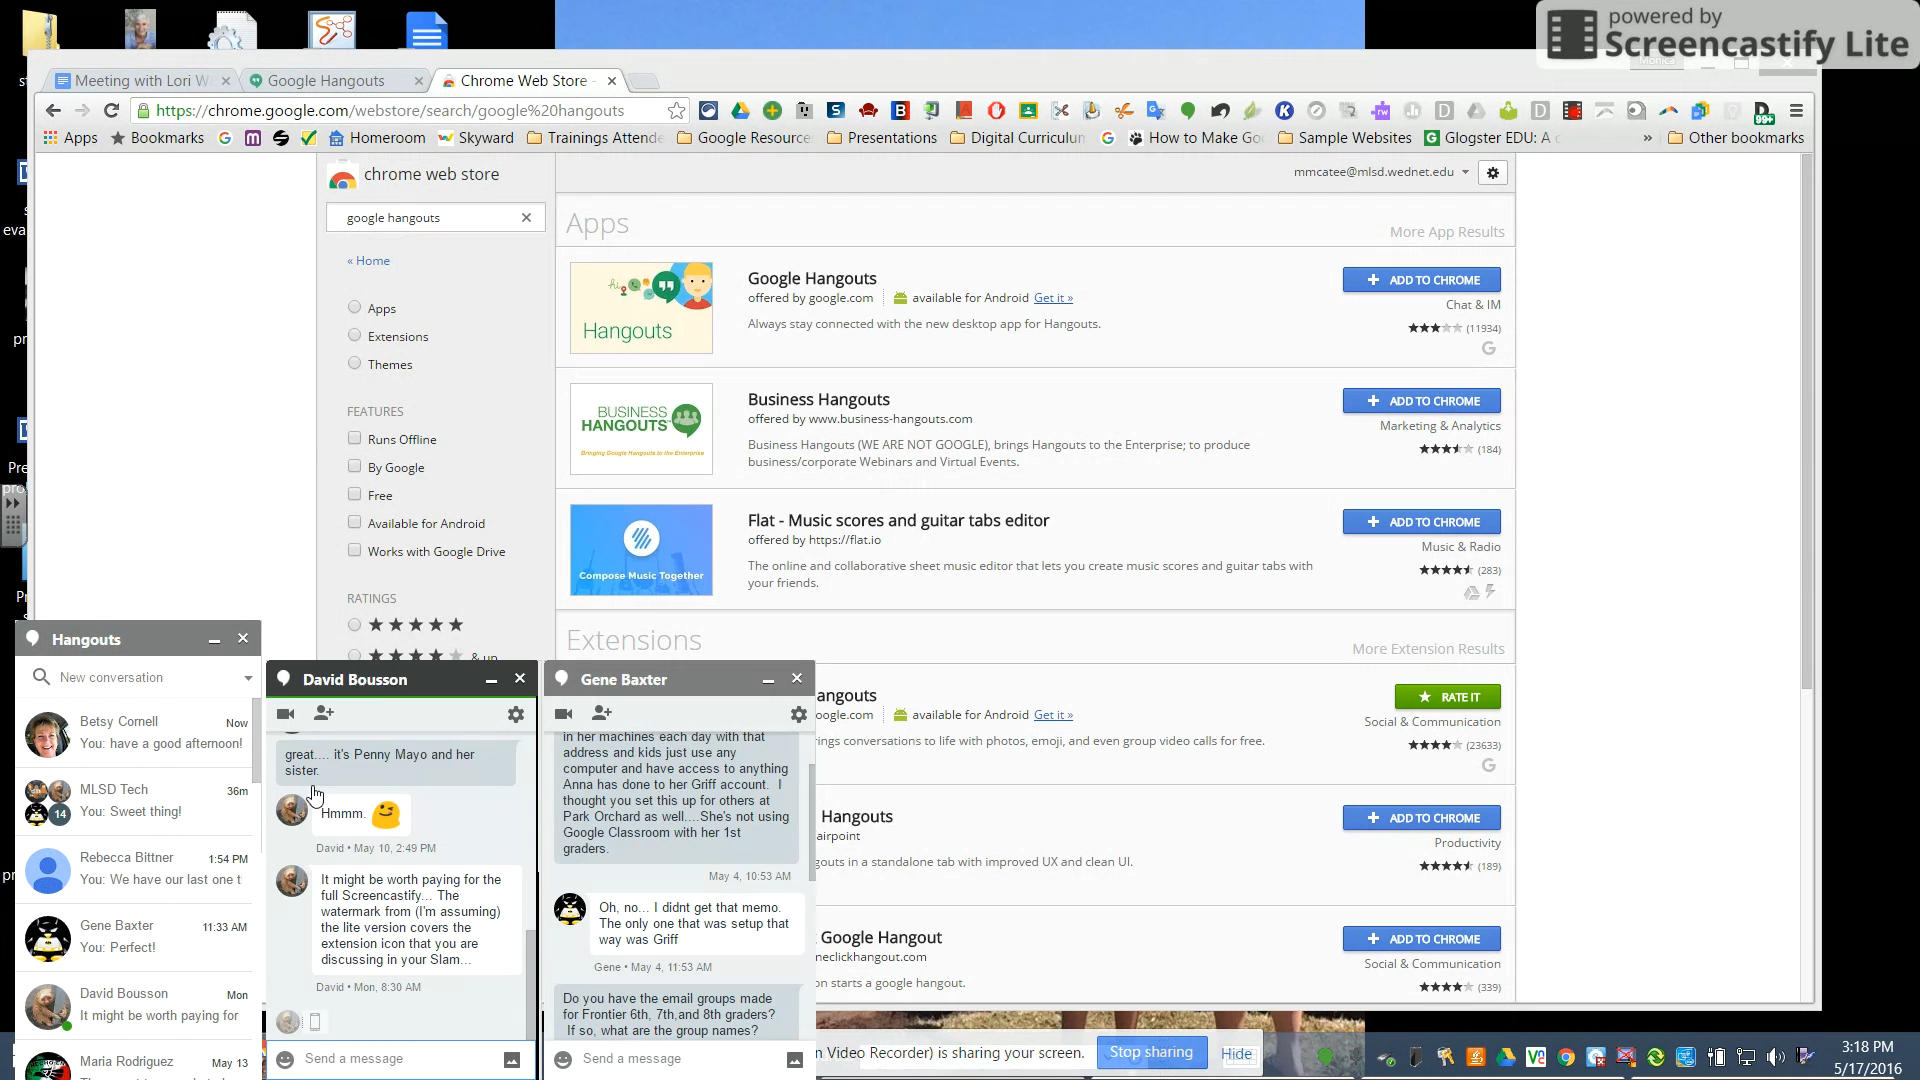 powered by
Screencastify Lite
Meeting with Lori W
Google Hangouts
Chrome Web Store -
https://chrome.google.com/webstore/search/google%20hangouts
99+
Apps
Bookmarks
Homeroom
Skyward
Trainings Attende
Google Resource
Presentations
Digital Curriculum
How to Make Go
Sample Websites
Glogster EDU: A
»
Other bookmarks
chrome web store
mmcatee@mlsd.wednet.edu
google hangouts
« Home
Apps
Extensions
Themes
FEATURES
Runs Offline
By Google
Free
Available for Android
Works with Google Drive
RATINGS
& up
Apps
More App Results
hi
Hangouts
Google Hangouts
offered by google.com
available for Android Get it »
Always stay connected with the new desktop app for Hangouts.
ADD TO CHROME
Chat & IM
(11934)
BUSINESS
HANGOUTS
Bringing Google Hangouts to the Enterprise
Business Hangouts
offered by www.business-hangouts.com
Business Hangouts (WE ARE NOT GOOGLE), brings Hangouts to the Enterprise; to produce
business/corporate Webinars and Virtual Events.
ADD TO CHROME
Marketing & Analytics
(184)
Compose Music Together
Flat - Music scores and guitar tabs editor
offered by https://flat.io
The online and collaborative sheet music editor that lets you create music scores and guitar tabs with
your friends.
ADD TO CHROME
Music & Radio
(283)
Extensions
More Extension Results
angouts
oogle.com
available for Android Get it »
rings conversations to life with photos, emoji, and even group video calls for free.
RATE IT
Social & Communication
(23633)
Hangouts
airpoint
gouts in a standalone tab with improved UX and clean UI.
ADD TO CHROME
Productivity
(189)
Google Hangout
neclickhangout.com
on starts a google hangout.
ADD TO CHROME
Social & Communication
(339)
Hangouts
New conversation
Betsy Cornell
Now
You: have a good afternoon!
MLSD Tech
36m
14
You: Sweet thing!
Rebecca Bittner
1:54 PM
You: We have our last one t
Gene Baxter
11:33 AM
You: Perfect!
David Bousson
Mon
It might be worth paying for
Maria Rodriguez
May 13
David Bousson
great.... it's Penny Mayo and her
sister.
Hmmm.
David • May 10, 2:49 PM
It might be worth paying for the
full Screencastify... The
watermark from (I'm assuming)
the lite version covers the
extension icon that you are
discussing in your Slam...
David • Mon, 8:30 AM
Send a message
Gene Baxter
in her machines each day with that
address and kids just use any
computer and have access to anything
Anna has done to her Griff account. I
thought you set this up for others at
Park Orchard as well....She's not using
Google Classroom with her 1st
graders.
May 4, 10:53 AM
Oh, no... I didnt get that memo.
The only one that was setup that
way was Griff
Gene • May 4, 11:53 AM
Do you have the email groups made
for Frontier 6th, 7th,and 8th graders?
If so, what are the group names?
Send a message
n Video Recorder) is sharing your screen.
Stop sharing
Hide
3:18 PM
5/17/2016